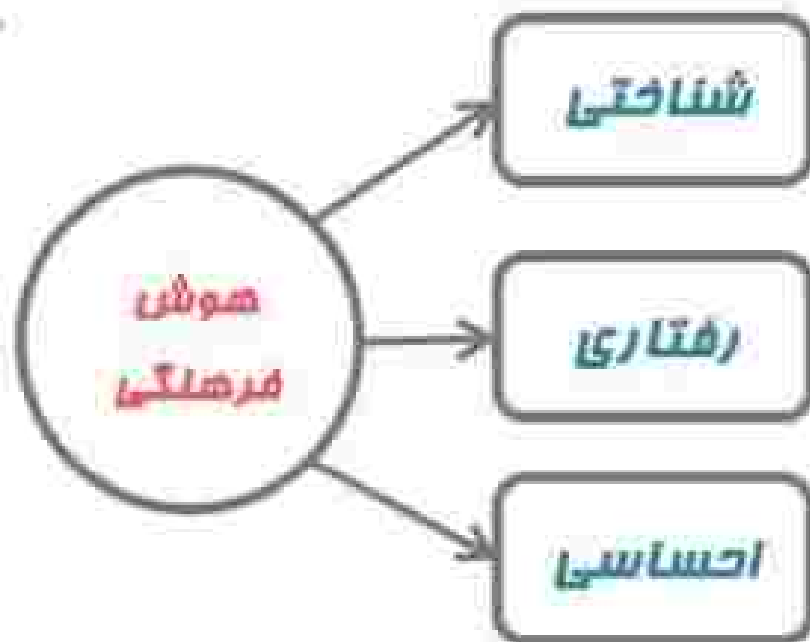 شناختی
هوش
فرهنگی
رفتاری
احساسی